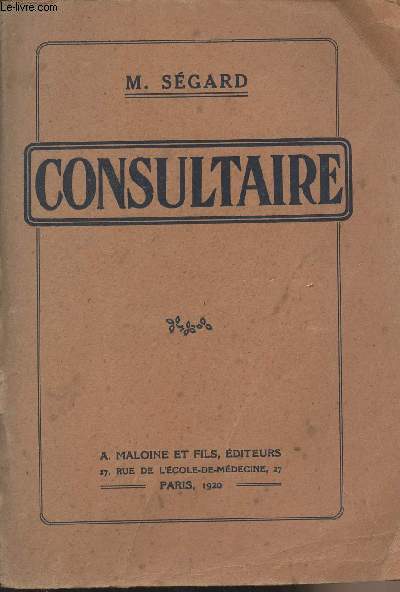 Le-livre.com
M. SÉGARD
CONSULTAIRE
A. MALOINE ET FILS, ÉDITEURS
27, RUE DE L'ÉCOLE-DE-MÉDECINE, 27
PARIS, 1920